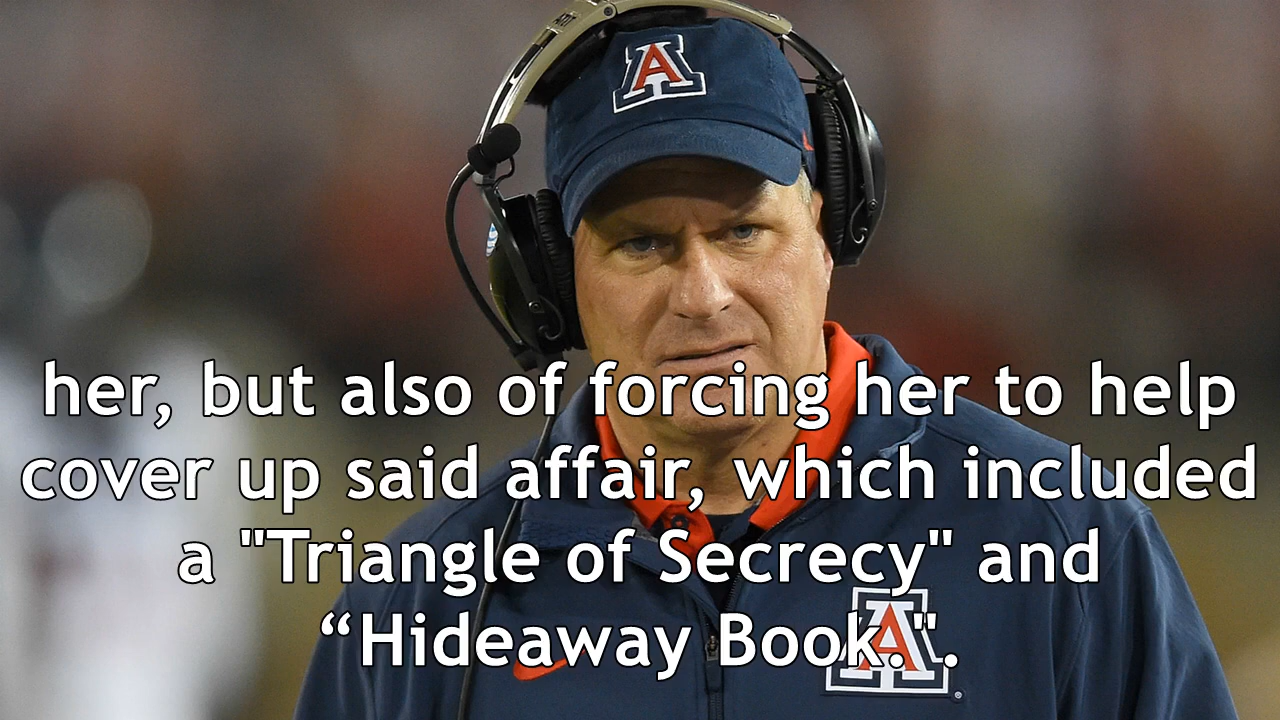 A
her, but also of forcing her to help
cover up said affair, which included
a "Triangle of Secrecy" and
“Hideaway Book.".
A